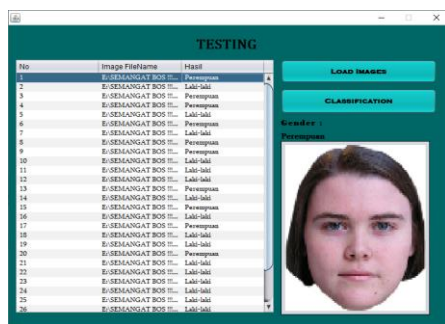 TESTING
No Image FileName Hasil
1 E:\SEMANGAT BOS !!!... Perempuan
2 E:\SEMANGAT BOS !!!... Laki-laki
3 E:\SEMANGAT BOS !!!... Perempuan
4 E:\SEMANGAT BOS !!!... Perempuan
5 E:\SEMANGAT BOS !!!... Laki-laki
6 E:\SEMANGAT BOS !!!... Perempuan
7 E:\SEMANGAT BOS !!!... Laki-laki
8 E:\SEMANGAT BOS !!!... Perempuan
9 E:\SEMANGAT BOS !!!... Perempuan
10 E:\SEMANGAT BOS !!!... Laki-laki
11 E:\SEMANGAT BOS !!!... Laki-laki
12 E:\SEMANGAT BOS !!!... Laki-laki
13 E:\SEMANGAT BOS !!!... Perempuan
14 E:\SEMANGAT BOS !!!... Laki-laki
15 E:\SEMANGAT BOS !!!... Laki-laki
16 E:\SEMANGAT BOS !!!... Perempuan
17 E:\SEMANGAT BOS !!!... Perempuan
18 E:\SEMANGAT BOS !!!... Laki-laki
19 E:\SEMANGAT BOS !!!... Laki-laki
20 E:\SEMANGAT BOS !!!... Perempuan
21 E:\SEMANGAT BOS !!!... Laki-laki
22 E:\SEMANGAT BOS !!!... Laki-laki
23 E:\SEMANGAT BOS !!!... Laki-laki
24 E:\SEMANGAT BOS !!!... Laki-laki
25 E:\SEMANGAT BOS !!!... Laki-laki
26 E:\SEMANGAT BOS !!!... Laki-laki
LOAD IMAGES
CLASSIFICATION
Gender :
Perempuan